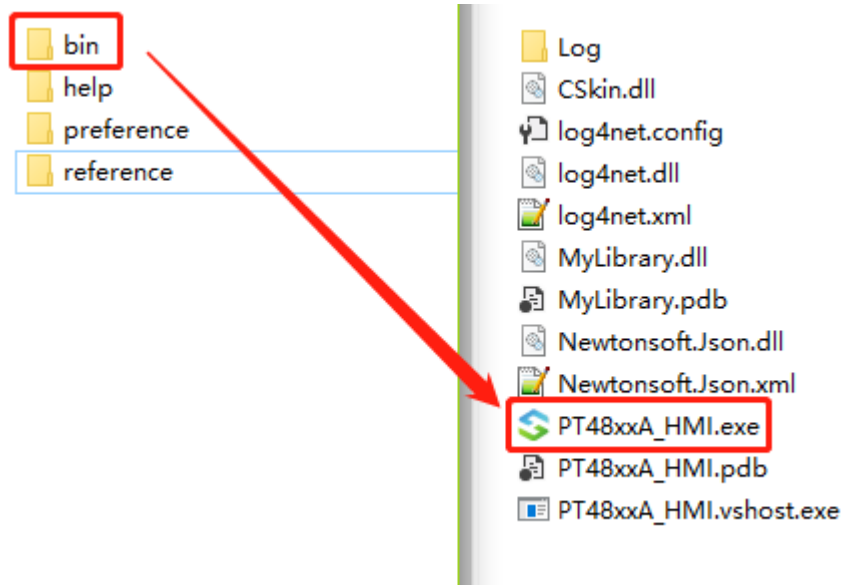 bin
help
preference
reference
Log
CSkin.dll
log4net.config
log4net.dll
log4net.xml
MyLibrary.dll
MyLibrary.pdb
Newtonsoft.Json.dll
Newtonsoft.Json.xml
PT48xxA_HMI.exe
PT48xxA_HMI.pdb
PT48xxA_HMI.vshost.exe